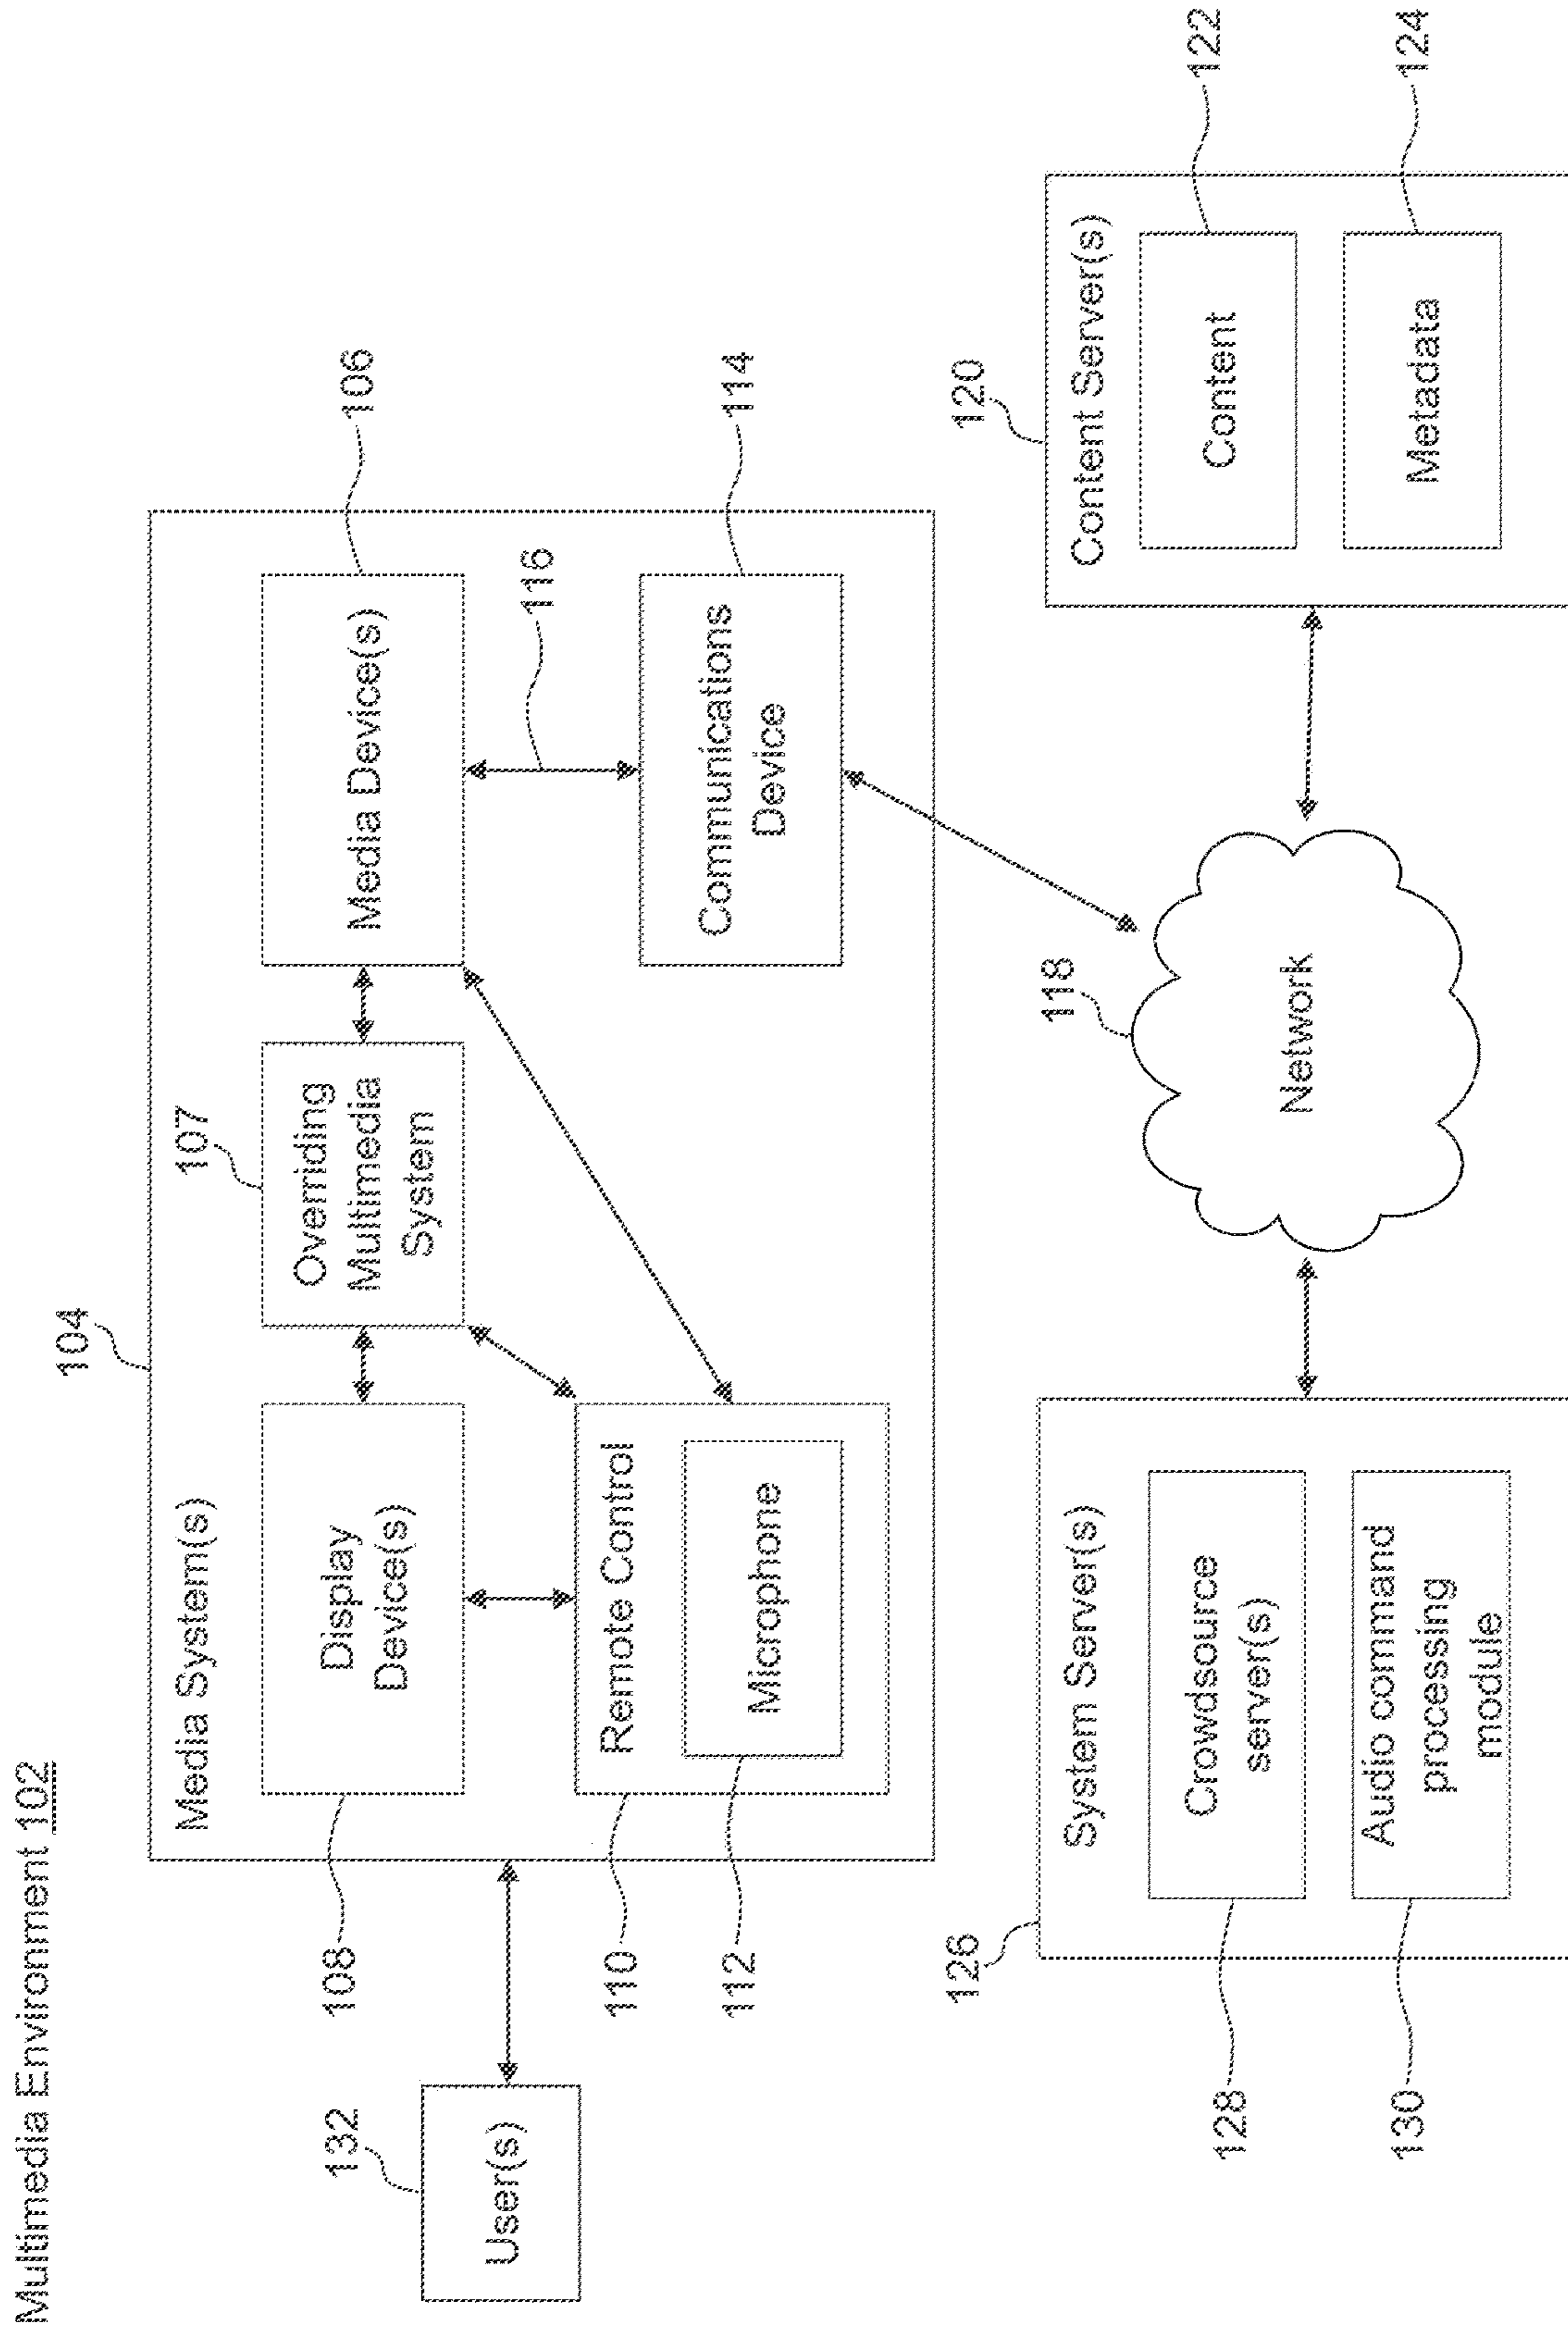 Multimedia Environment 102
104
Media System(s)
107
Display
Device(s)
Overriding
Multimedia
System
Media Device(s)
106
108
116
132
User(s)
Remote Control
Microphone
110
112
Communications
Device
114
126
System Server(s)
Crowdsource
server(s)
128
Audio command
processing
module
130
118
Network
120
Content Server(s)
Content
122
Metadata
124